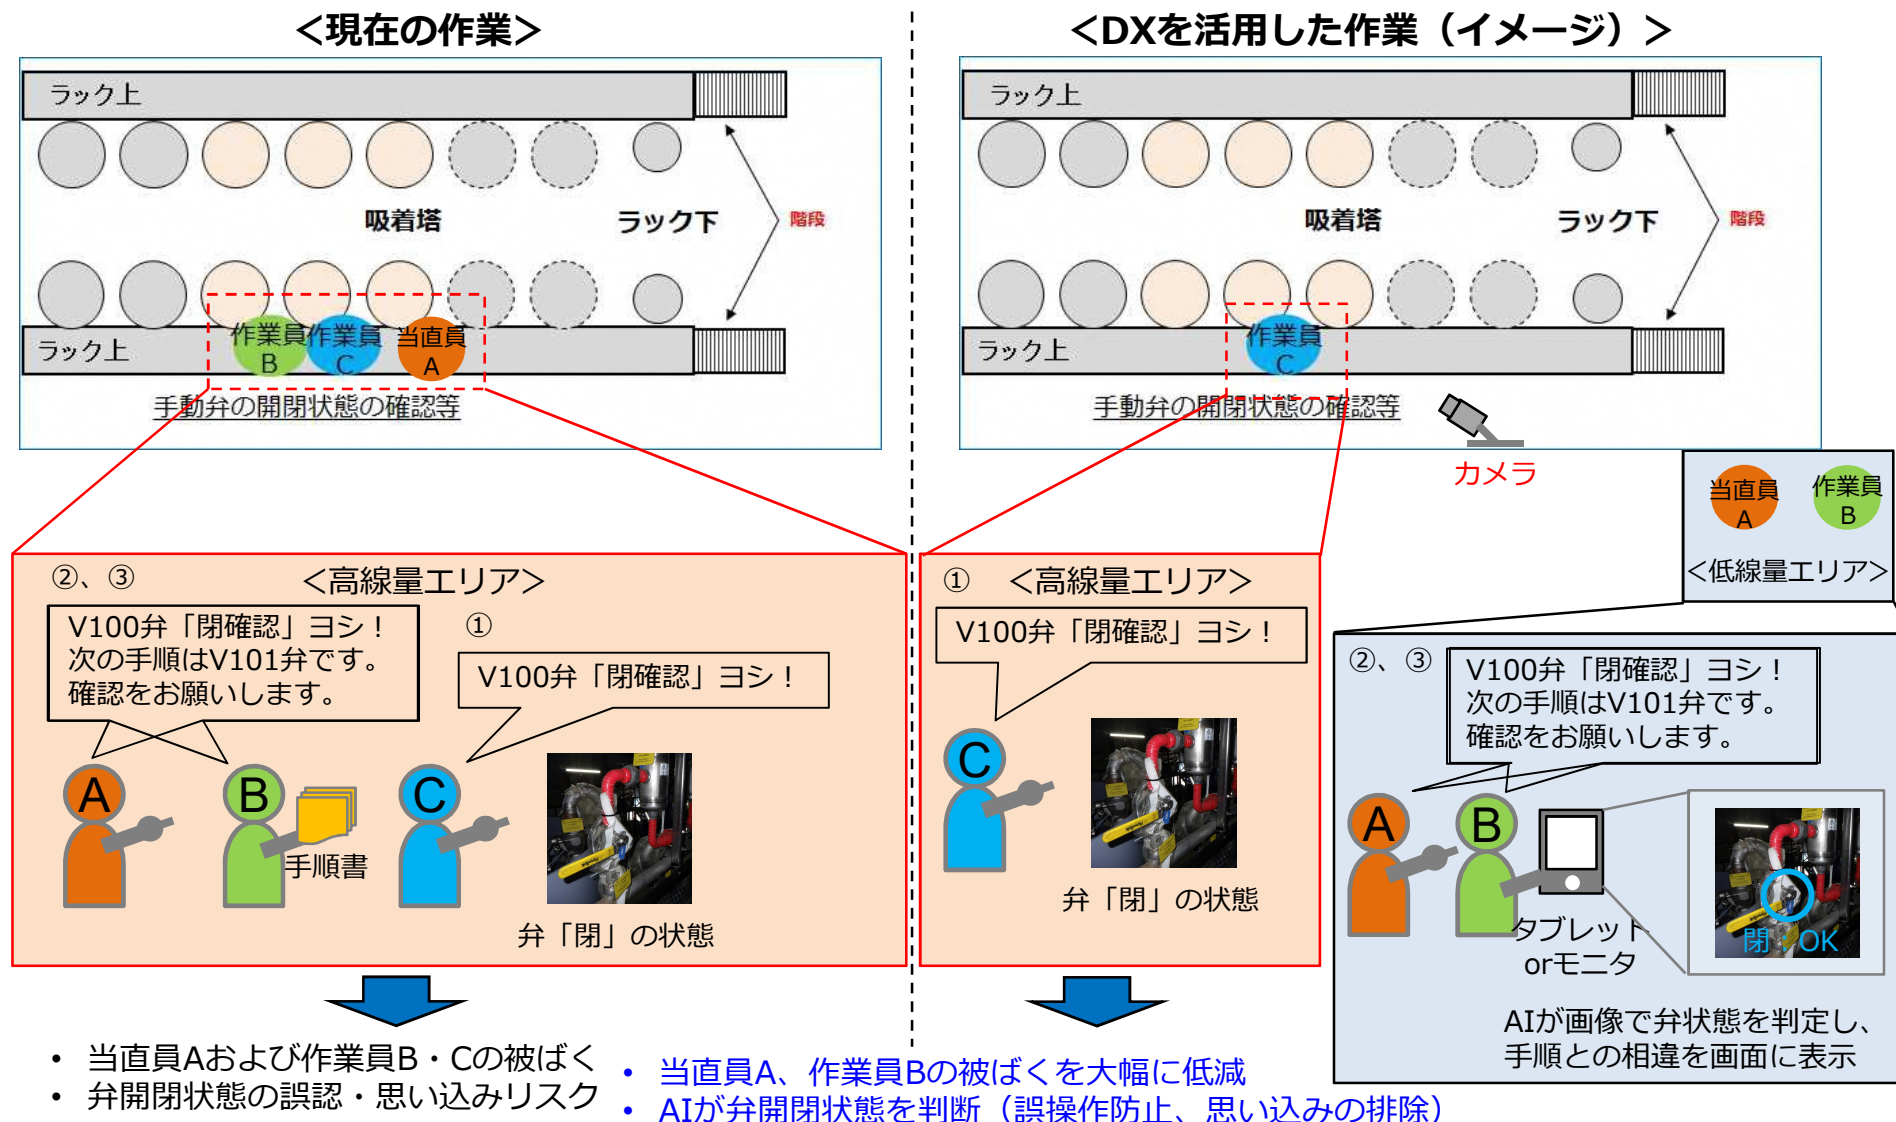 ＜現在の作業＞
ラック上
吸着塔
ラック下
階段
作業員
B
作業員
C
当直員
A
ラック上
手動弁の開閉状態の確認等
②、③
＜高線量エリア＞
V100弁「閉確認」ヨシ！
次の手順はV101弁です。
確認をお願いします。
①
V100弁「閉確認」ヨシ！
A
B
C
手順書
弁「閉」の状態
• 当直員Aおよび作業員B・Cの被ばく
• 弁開閉状態の誤認・思い込みリスク
＜DXを活用した作業（イメージ）＞
ラック上
吸着塔
ラック下
階段
作業員
C
ラック上
手動弁の開閉状態の確認等
カメラ
当直員
A
作業員
B
＜低線量エリア＞
①
＜高線量エリア＞
V100弁「閉確認」ヨシ！
C
弁「閉」の状態
②、③
V100弁「閉確認」ヨシ！
次の手順はV101弁です。
確認をお願いします。
A
B
タブレット
orモニタ
閉：OK
AIが画像で弁状態を判定し、
手順との相違を画面に表示
• 当直員A、作業員Bの被ばくを大幅に低減
• AIが弁開閉状態を判断（誤操作防止、思い込みの排除）